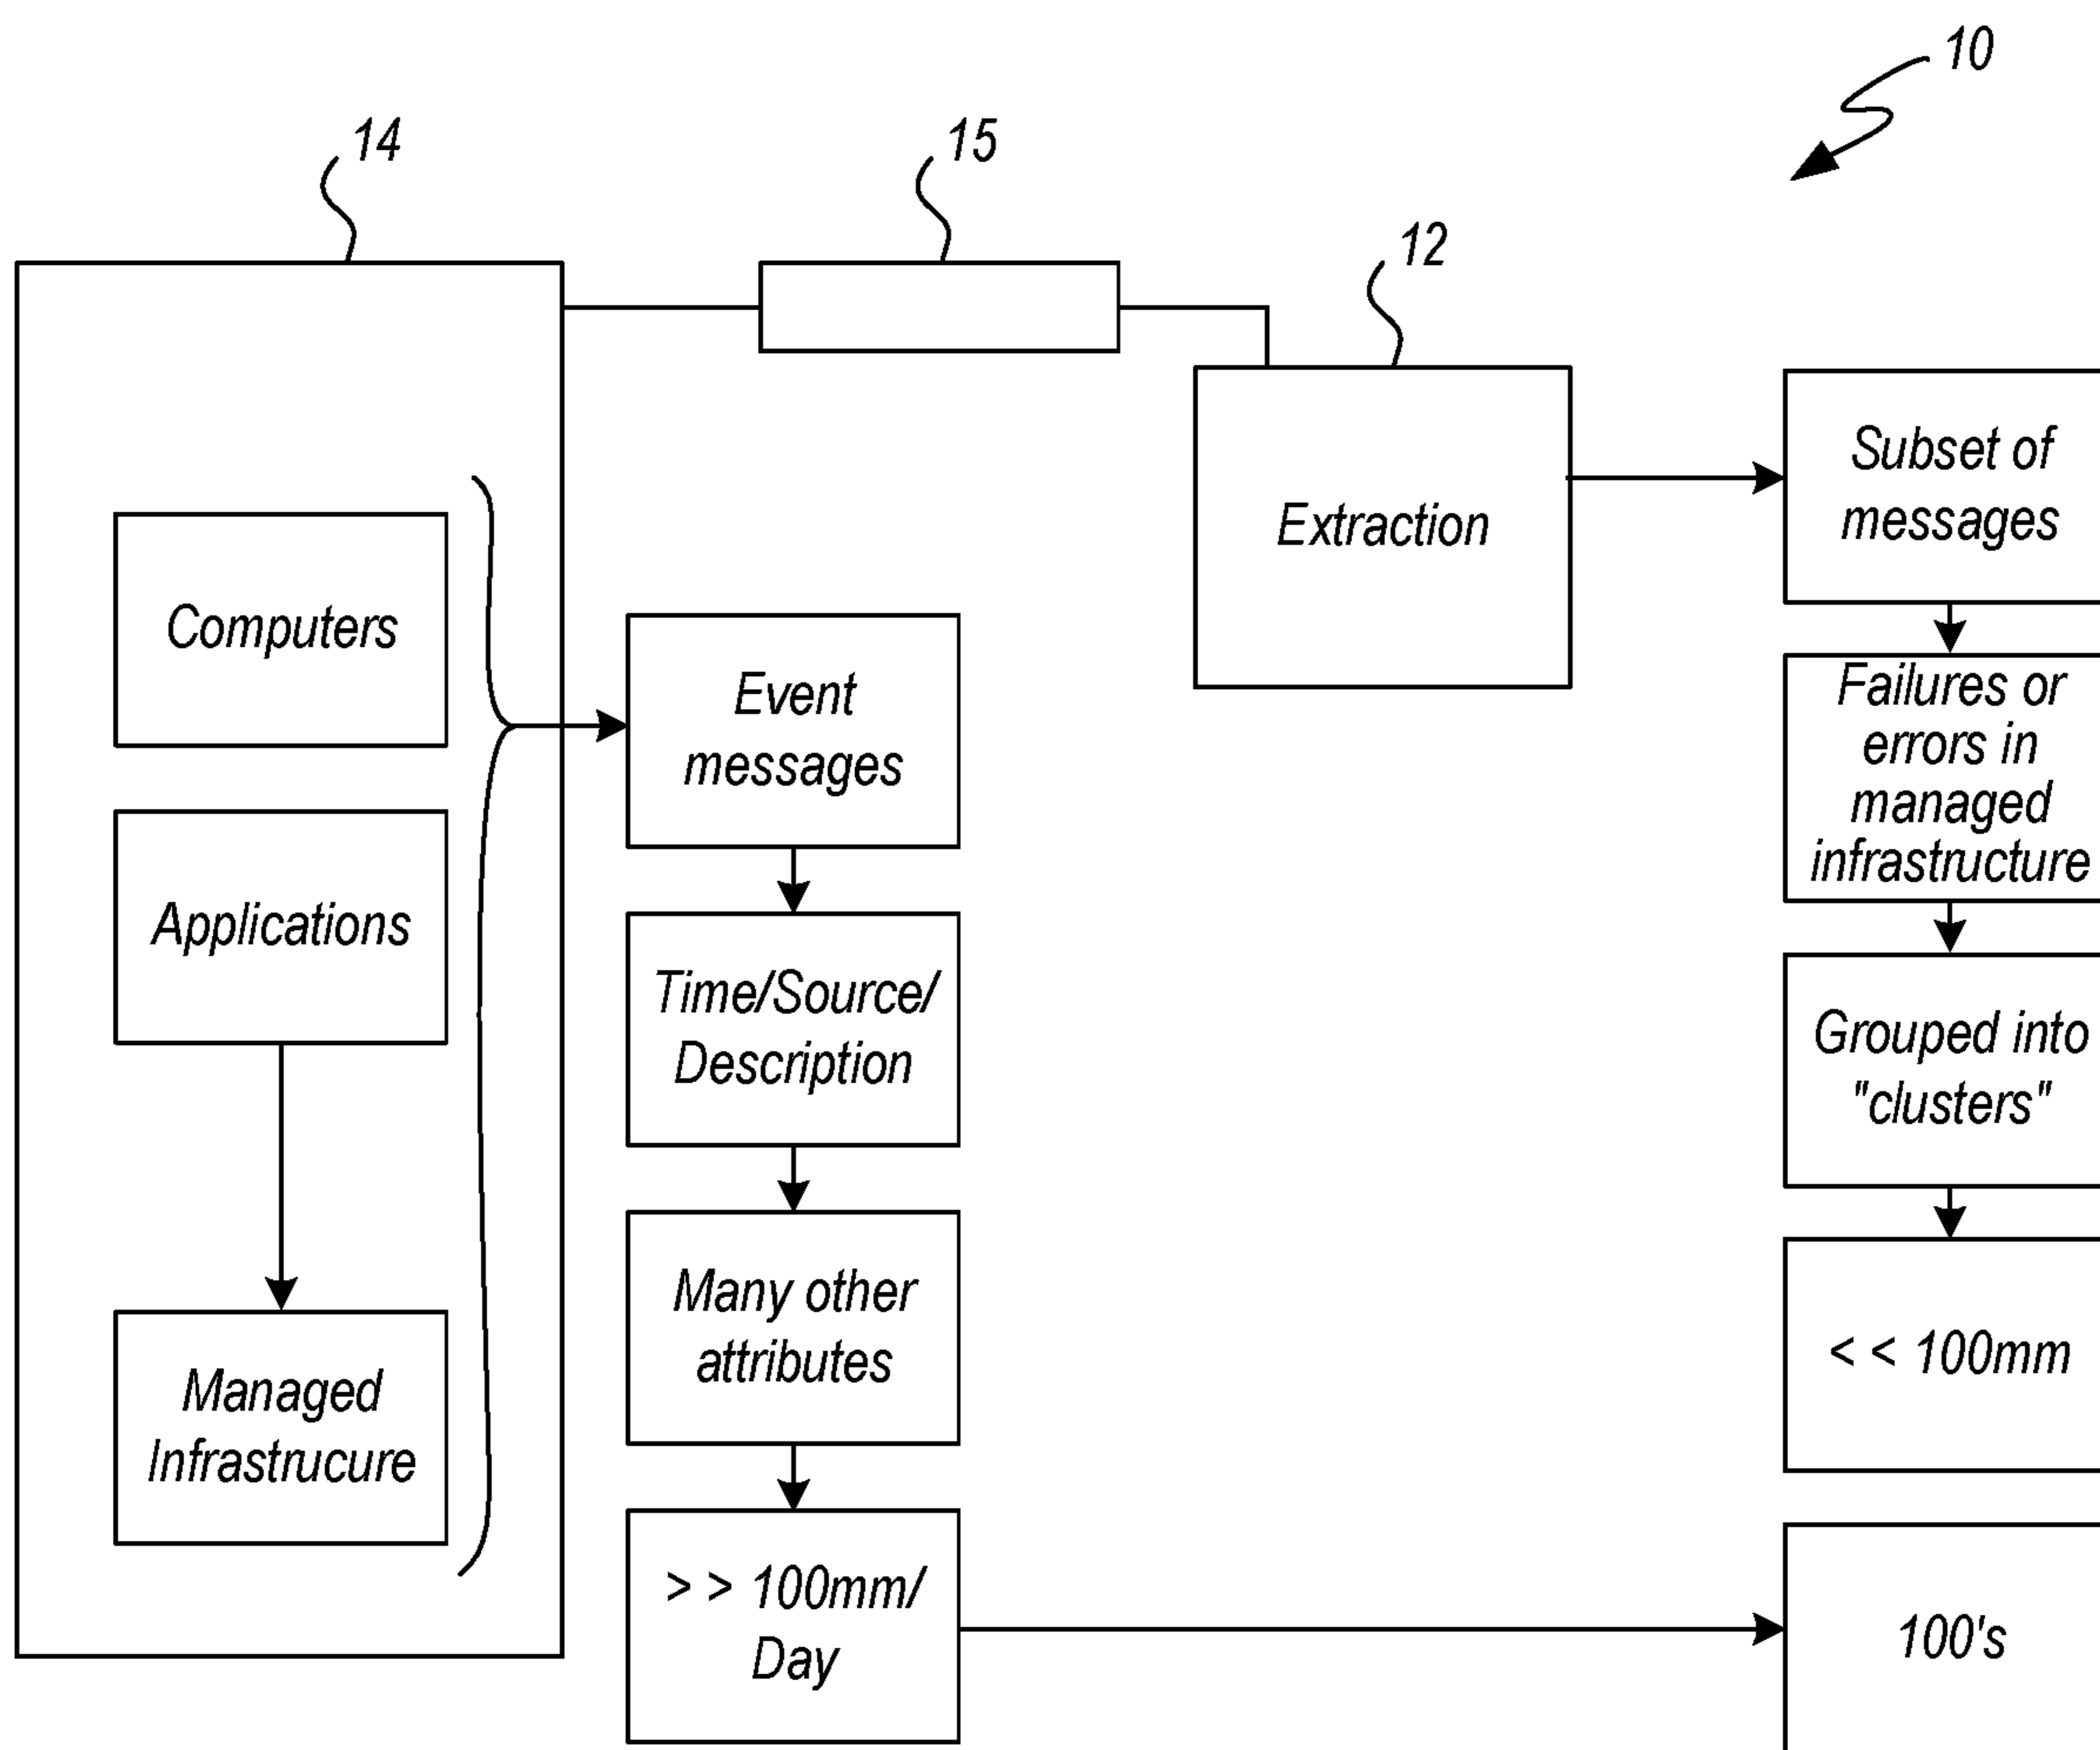 10
14
15
12
Computers
Applications
Managed
Infrastrucure
Event
messages
Time/Source/
Description
Many other
attributes
> > 100mm/
Day
Extraction
Subset of
messages
Failures or
errors in
managed
infrastructure
Grouped into
"clusters"
< < 100mm
100's